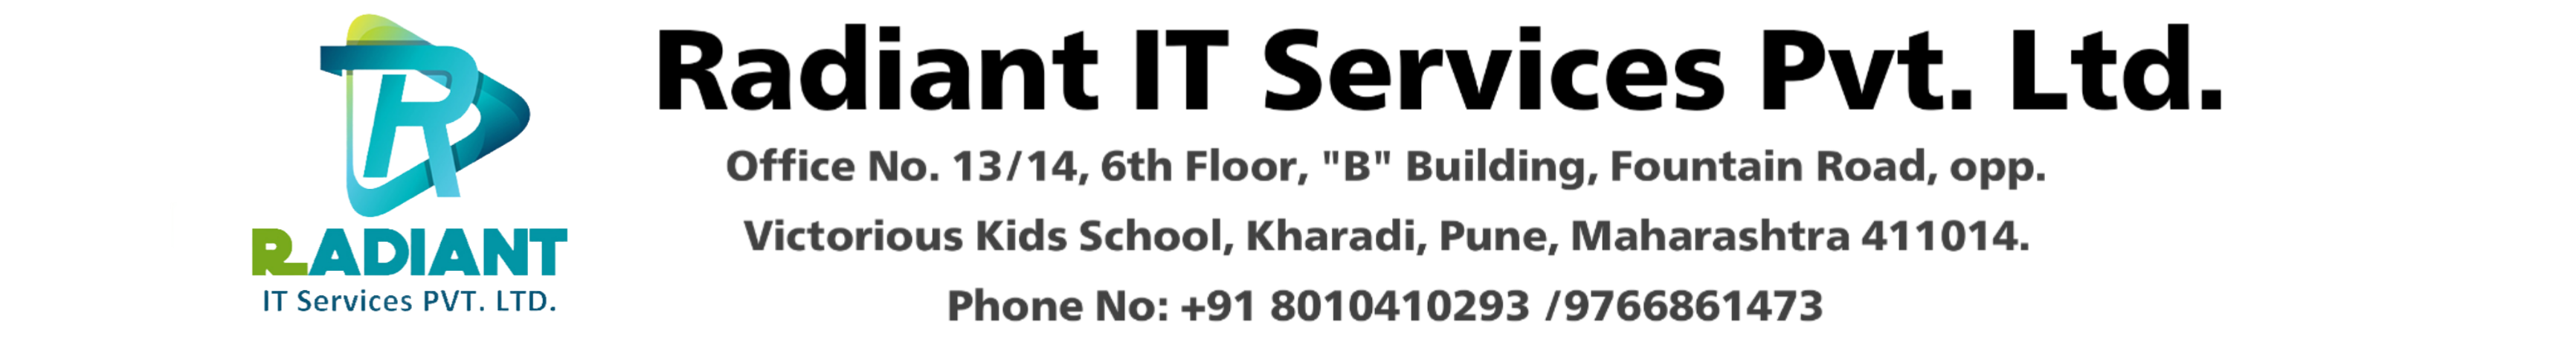 R
RADIANT
IT Services PVT. LTD.
Radiant IT Services Pvt. Ltd.
Office No. 13/14, 6th Floor, "B" Building, Fountain Road, opp.
Victorious Kids School, Kharadi, Pune, Maharashtra 411014.
Phone No: +91 8010410293 /9766861473